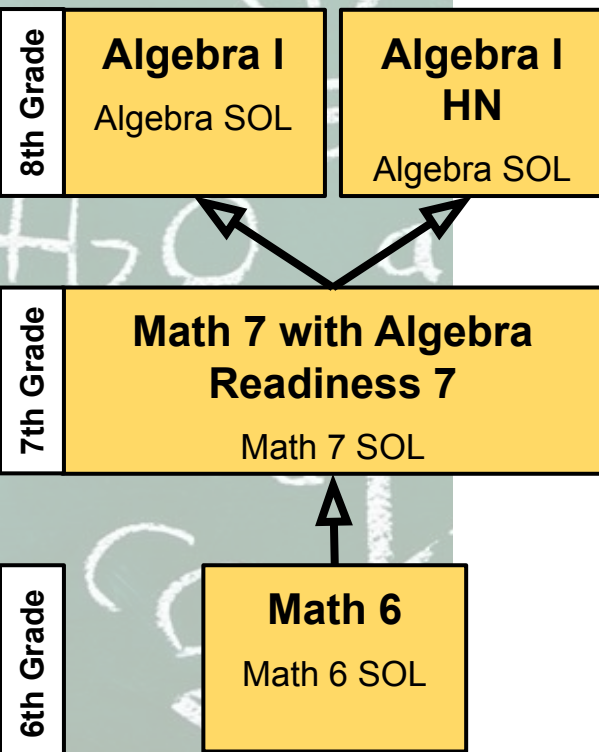 8th Grade
Algebra I
Algebra SOL
Algebra I
HN
Algebra SOL
H₂O a
7th Grade
Math 7 with Algebra
Readiness 7
Math 7 SOL
6th Grade
Math 6
Math 6 SOL